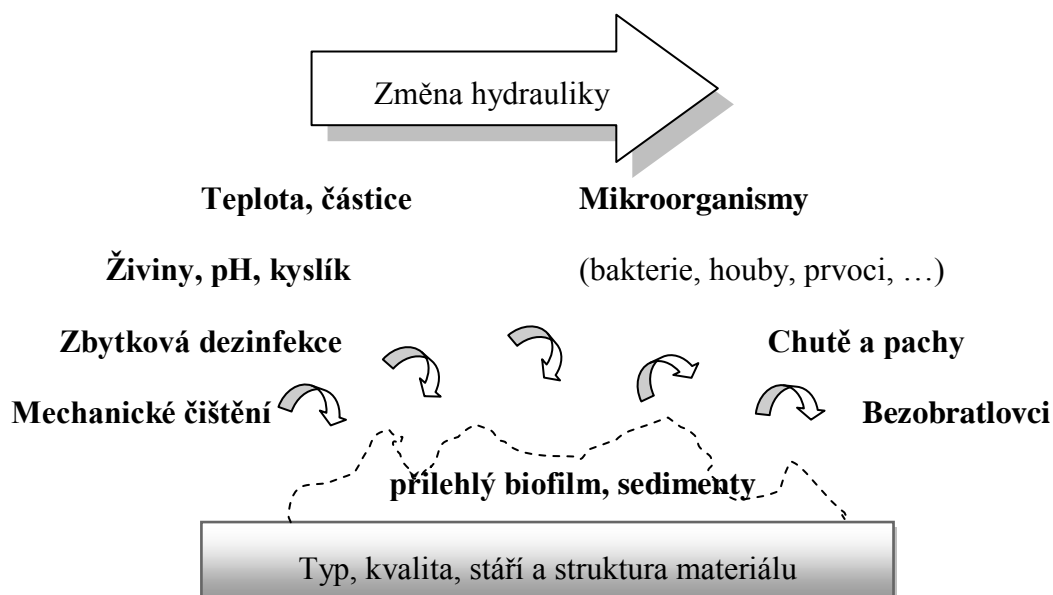 Změna hydrauliky
Teplota, částice
Mikroorganismy
Živiny, pH, kyslík
(bakterie, houby, prvoci, …)
Zbytková dezinfekce
Chutě a pachy
Mechanické čištění
Bezobratlovci
přilehlý biofilm, sedimenty
Typ, kvalita, stáří a struktura materiálu